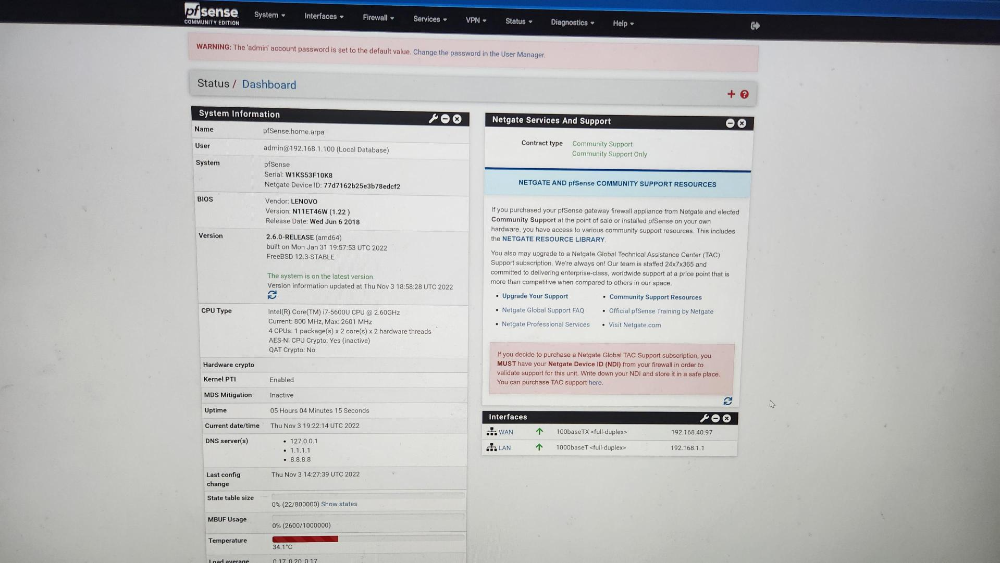 pfsense
COMMUNITY EDITION
System
Interfaces
Firewall
Services
VPN
Status
Diagnostics
Help
WARNING: The 'admin' account password is set to the default value. Change the password in the User Manager.
Status / Dashboard
System Information
Name
pfSense.home.arpa
User
admin@192.168.1.100 (Local Database)
System
pfSense
Serial: W1KS53F10K8
Netgate Device ID: 77d7162b25e3b78edcf2
BIOS
Vendor: LENOVO
Version: N11ET46W (1.22 )
Release Date: Wed Jun 6 2018
Version
2.6.0-RELEASE (amd64)
built on Mon Jan 31 19:57:53 UTC 2022
FreeBSD 12.3-STABLE
The system is on the latest version.
Version information updated at Thu Nov 3 18:58:28 UTC 2022
CPU Type
Intel(R) Core(TM) i7-5600U CPU @ 2.60GHz
Current: 800 MHz, Max: 2601 MHz
4 CPUs: 1 package(s) x 2 core(s) x 2 hardware threads
AES-NI CPU Crypto: Yes (inactive)
QAT Crypto: No
Hardware crypto
Kernel PTI
Enabled
MDS Mitigation
Inactive
Uptime
05 Hours 04 Minutes 15 Seconds
Current date/time
Thu Nov 3 19:22:14 UTC 2022
DNS server(s)
• 127.0.0.1
• 1.1.1.1
• 8.8.8.8
Last config
change
Thu Nov 3 14:27:39 UTC 2022
State table size
0% (22/800000) Show states
MBUF Usage
0% (2600/1000000)
Temperature
34.1°C
Load average
0.17, 0.20, 0.17
Netgate Services And Support
Contract type
Community Support
Community Support Only
NETGATE AND pfSense COMMUNITY SUPPORT RESOURCES
If you purchased your pfSense gateway firewall appliance from Netgate and elected
Community Support at the point of sale or installed pfSense on your own
hardware, you have access to various community support resources. This includes
the NETGATE RESOURCE LIBRARY.
You also may upgrade to a Netgate Global Technical Assistance Center (TAC)
Support subscription. We're always on! Our team is staffed 24x7x365 and
committed to delivering enterprise-class, worldwide support at a price point that is
more than competitive when compared to others in our space.
• Upgrade Your Support
• Community Support Resources
• Netgate Global Support FAQ
• Official pfSense Training by Netgate
• Netgate Professional Services
• Visit Netgate.com
If you decide to purchase a Netgate Global TAC Support subscription, you
MUST have your Netgate Device ID (NDI) from your firewall in order to
validate support for this unit. Write down your NDI and store it in a safe place.
You can purchase TAC support here.
Interfaces
WAN
100baseTX <full-duplex>
192.168.40.97
LAN
1000baseT <full-duplex>
192.168.1.1